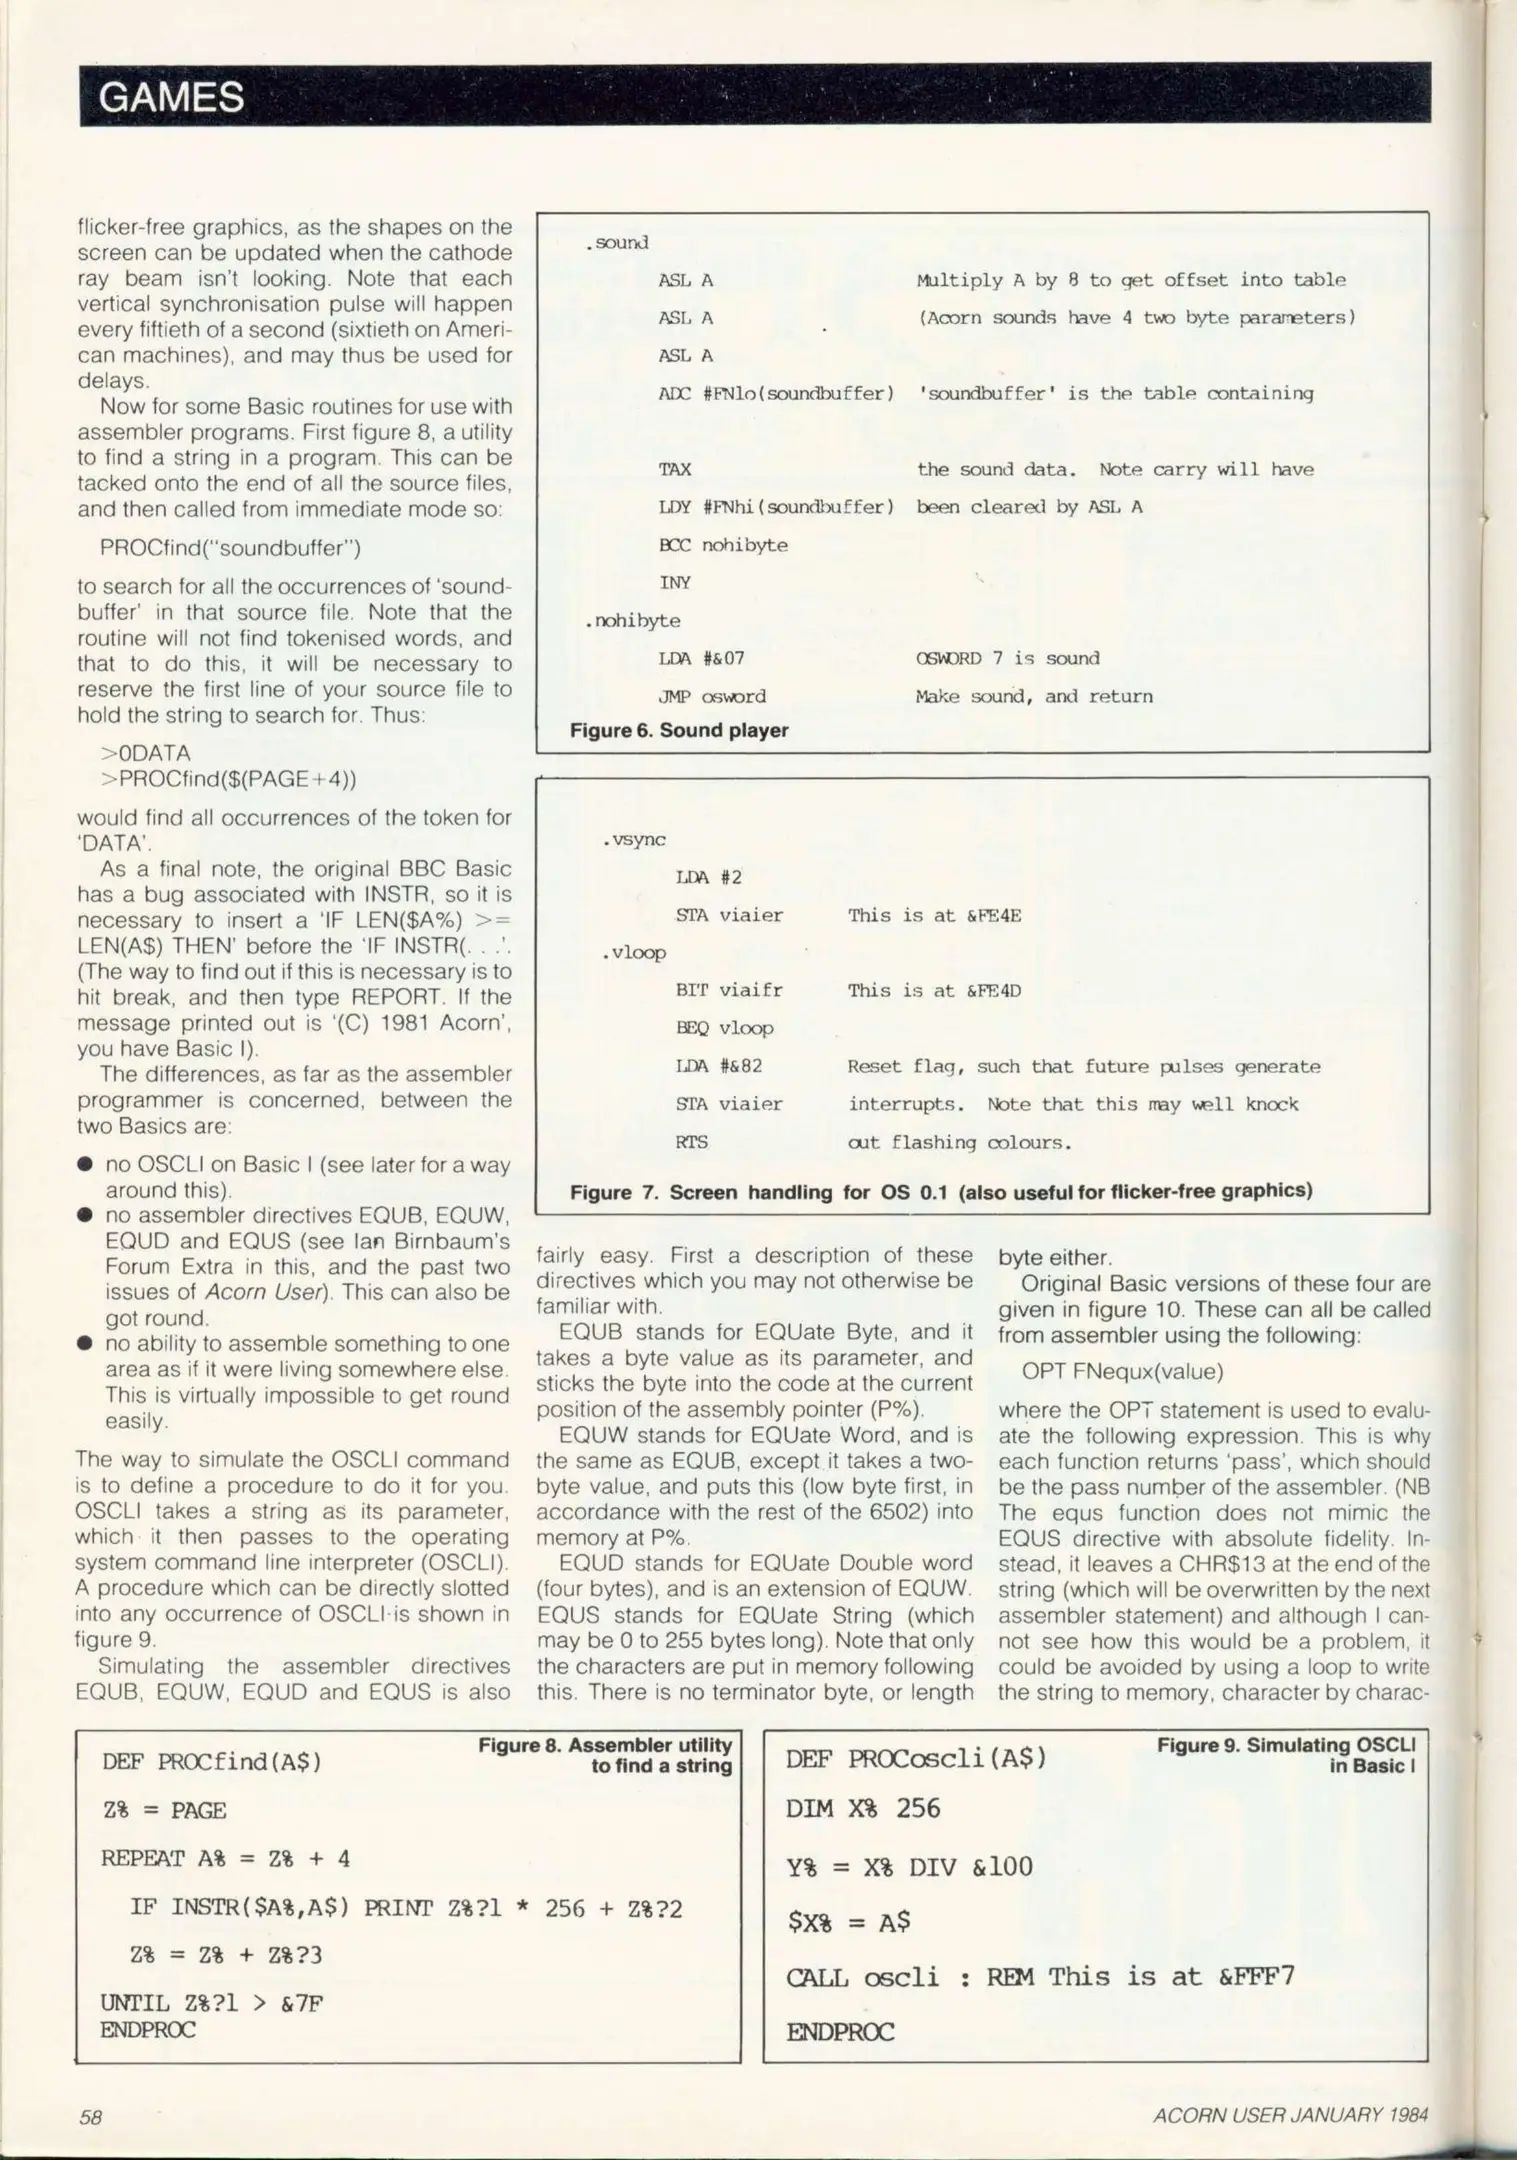 GAMES
flicker-free graphics, as the shapes on the
screen can be updated when the cathode
ray beam isn't looking. Note that each
vertical synchronisation pulse will happen
every fiftieth of a second (sixtieth on Ameri-
can machines), and may thus be used for
delays.
Now for some Basic routines for use with
assembler programs. First figure 8, a utility
to find a string in a program. This can be
tacked onto the end of all the source files,
and then called from immediate mode so:
PROCfind("soundbuffer")
to search for all the occurrences of 'sound-
buffer' in that source file. Note that the
routine will not find tokenised words, and
that to do this, it will be necessary to
reserve the first line of your source file to
hold the string to search for. Thus:
>0DATA
>PROCfind($(PAGE+4))
would find all occurrences of the token for
'DATA'.
As a final note, the original BBC Basic
has a bug associated with INSTR, so it is
necessary to insert a 'IF LEN($A%) >=
LEN(A$) THEN' before the 'IF INSTR(. . .'.
(The way to find out if this is necessary is to
hit break, and then type REPORT. If the
message printed out is '(C) 1981 Acorn',
you have Basic I).
The differences, as far as the assembler
programmer is concerned, between the
two Basics are:
● no OSCLI on Basic I (see later for a way
around this).
● no assembler directives EQUB, EQUW,
EQUD and EQUS (see Ian Birnbaum's
Forum Extra in this, and the past two
issues of Acorn User). This can also be
got round.
● no ability to assemble something to one
area as if it were living somewhere else.
This is virtually impossible to get round
easily.
The way to simulate the OSCLI command
is to define a procedure to do it for you.
OSCLI takes a string as its parameter,
which it then passes to the operating
system command line interpreter (OSCLI).
A procedure which can be directly slotted
into any occurrence of OSCLI is shown in
figure 9.
Simulating the assembler directives
EQUB, EQUW, EQUD and EQUS is also
.sound
ASL A Multiply A by 8 to get offset into table
ASL A (Acorn sounds have 4 two byte parameters)
ASL A
ADC #FNlo(soundbuffer) 'soundbuffer' is the table containing
TAX the sound data. Note carry will have
LDY #FNhi(soundbuffer) been cleared by ASL A
BCC nohibyte
INY
.nohibyte
LDA #&07 OSWORD 7 is sound
JMP osword Make sound, and return
Figure 6. Sound player
.vsync
LDA #2
STA viaier This is at &FE4E
.vloop
BIT viaifr This is at &FE4D
BEQ vloop
LDA #&82 Reset flag, such that future pulses generate
STA viaier interrupts. Note that this may well knock
RTS out flashing colours.
Figure 7. Screen handling for OS 0.1 (also useful for flicker-free graphics)
fairly easy. First a description of these
directives which you may not otherwise be
familiar with.
EQUB stands for EQUate Byte, and it
takes a byte value as its parameter, and
sticks the byte into the code at the current
position of the assembly pointer (P%).
EQUW stands for EQUate Word, and is
the same as EQUB, except it takes a two-
byte value, and puts this (low byte first, in
accordance with the rest of the 6502) into
memory at P%.
EQUD stands for EQUate Double word
(four bytes), and is an extension of EQUW.
EQUS stands for EQUate String (which
may be 0 to 255 bytes long). Note that only
the characters are put in memory following
this. There is no terminator byte, or length
byte either.
Original Basic versions of these four are
given in figure 10. These can all be called
from assembler using the following:
OPT FNequx(value)
where the OPT statement is used to evalu-
ate the following expression. This is why
each function returns 'pass', which should
be the pass number of the assembler. (NB
The equs function does not mimic the
EQUS directive with absolute fidelity. In-
stead, it leaves a CHR$13 at the end of the
string (which will be overwritten by the next
assembler statement) and although I can-
not see how this would be a problem, it
could be avoided by using a loop to write
the string to memory, character by charac-
Figure 8. Assembler utility
to find a string
DEF PROCfind(A$)
Z% = PAGE
REPEAT A% = Z% + 4
IF INSTR($A%,A$) PRINT Z%?1 * 256 + Z%?2
Z% = Z% + Z%?3
UNTIL Z%?1 > &7F
ENDPROC
Figure 9. Simulating OSCLI
in Basic I
DEF PROCoscli(A$)
DIM X% 256
Y% = X% DIV &100
$X% = A$
CALL oscli : REM This is at &FFF7
ENDPROC
58
ACORN USER JANUARY 1984